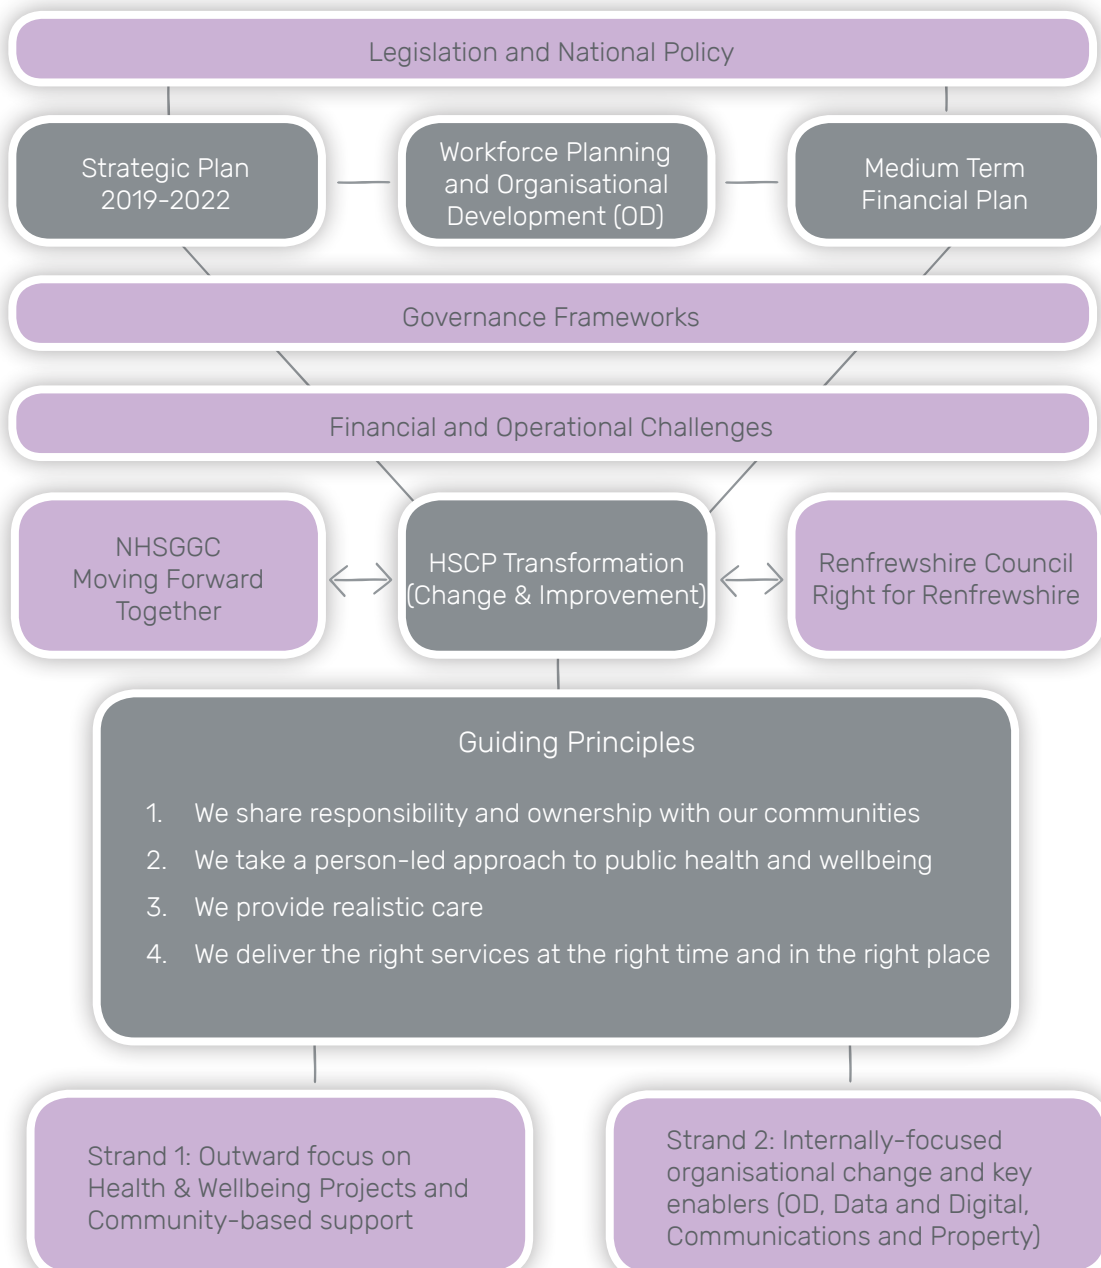 Legislation and National Policy
Strategic Plan
2019-2022
Workforce Planning
and Organisational
Development (OD)
Medium Term
Financial Plan
Governance Frameworks
Financial and Operational Challenges
NHSGGC
Moving Forward
Together
HSCP Transformation
(Change & Improvement)
Renfrewshire Council
Right for Renfrewshire
Guiding Principles
1. We share responsibility and ownership with our communities
2. We take a person-led approach to public health and wellbeing
3. We provide realistic care
4. We deliver the right services at the right time and in the right place
Strand 1: Outward focus on
Health & Wellbeing Projects and
Community-based support
Strand 2: Internally-focused
organisational change and key
enablers (OD, Data and Digital,
Communications and Property)